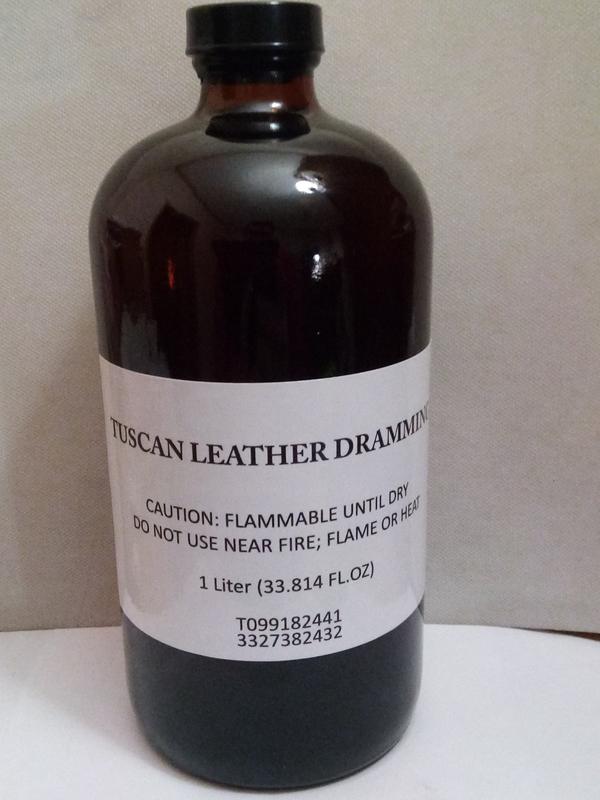 TUSCAN LEATHER DRAMMING
CAUTION: FLAMMABLE UNTIL DRY
DO NOT USE NEAR FIRE; FLAME OR HEAT
1 Liter (33.814 FL.OZ)
T099182441
3327382432